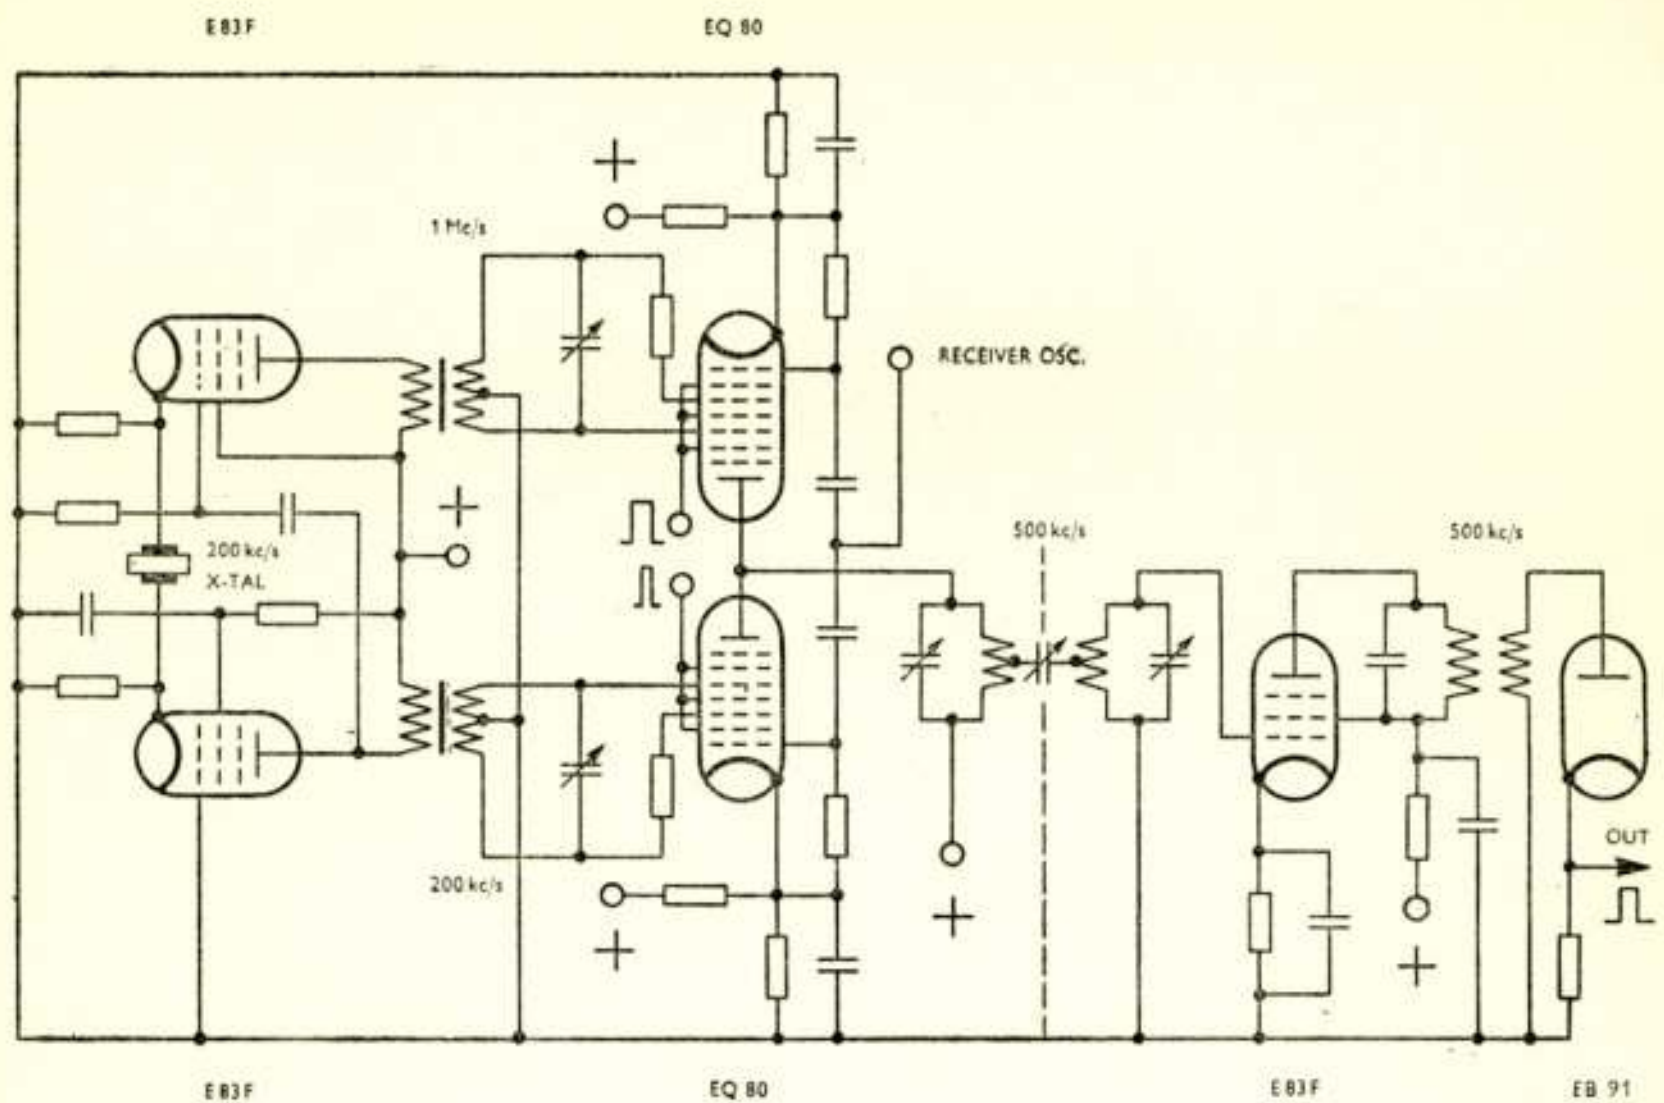 E83F
EQ 80
1 Mc/s
RECEIVER OSC.
500 kc/s
500 kc/s
200 kc/s
X-TAL
OUT
200 kc/s
E83F
EQ 80
E83F
EB 91